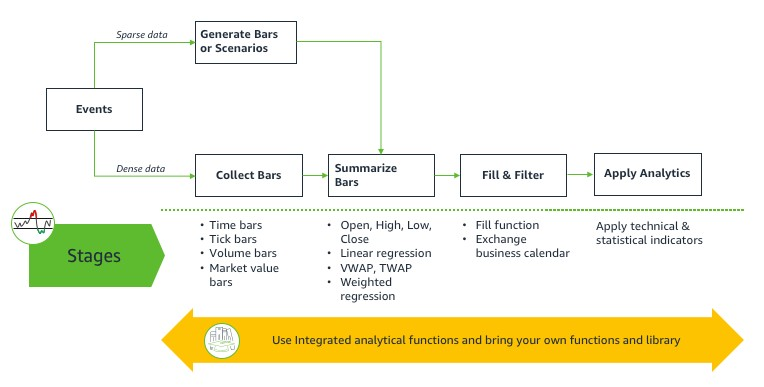 Sparse data
Generate Bars
or Scenarios
Events
Dense data
Collect Bars
Summarize
Bars
Fill & Filter
Apply Analytics
Stages
• Time bars
• Tick bars
• Volume bars
• Market value
bars
• Open, High, Low,
Close
• Linear regression
• VWAP, TWAP
• Weighted
regression
• Fill function
• Exchange
business calendar
Apply technical &
statistical indicators
Use Integrated analytical functions and bring your own functions and library